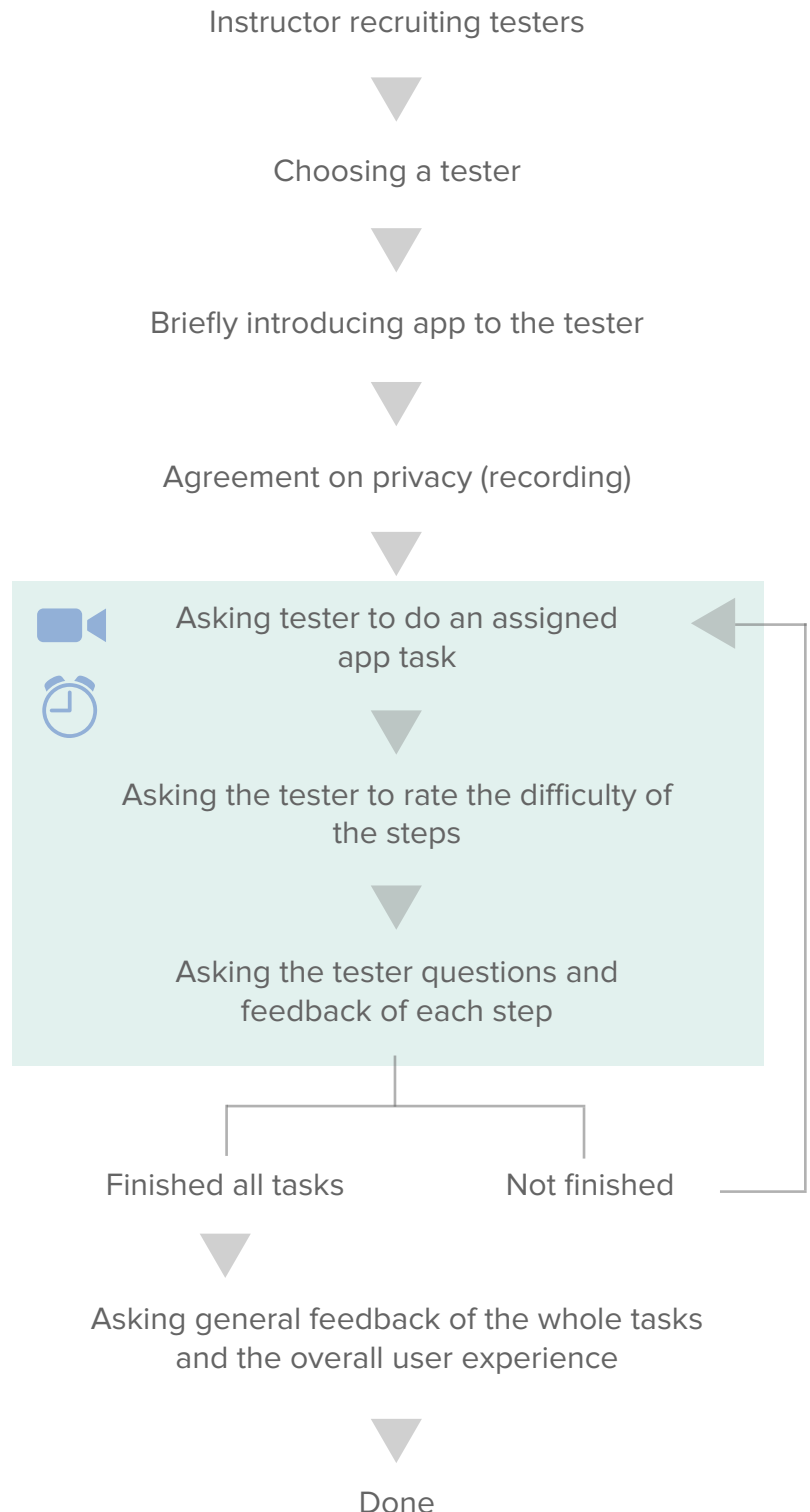 Instructor recruiting testers
Choosing a tester
Briefly introducing app to the tester
Agreement on privacy (recording)
Asking tester to do an assigned
app task
Asking the tester to rate the difficulty of
the steps
Asking the tester questions and
feedback of each step
Finished all tasks
Not finished
Asking general feedback of the whole tasks
and the overall user experience
Done